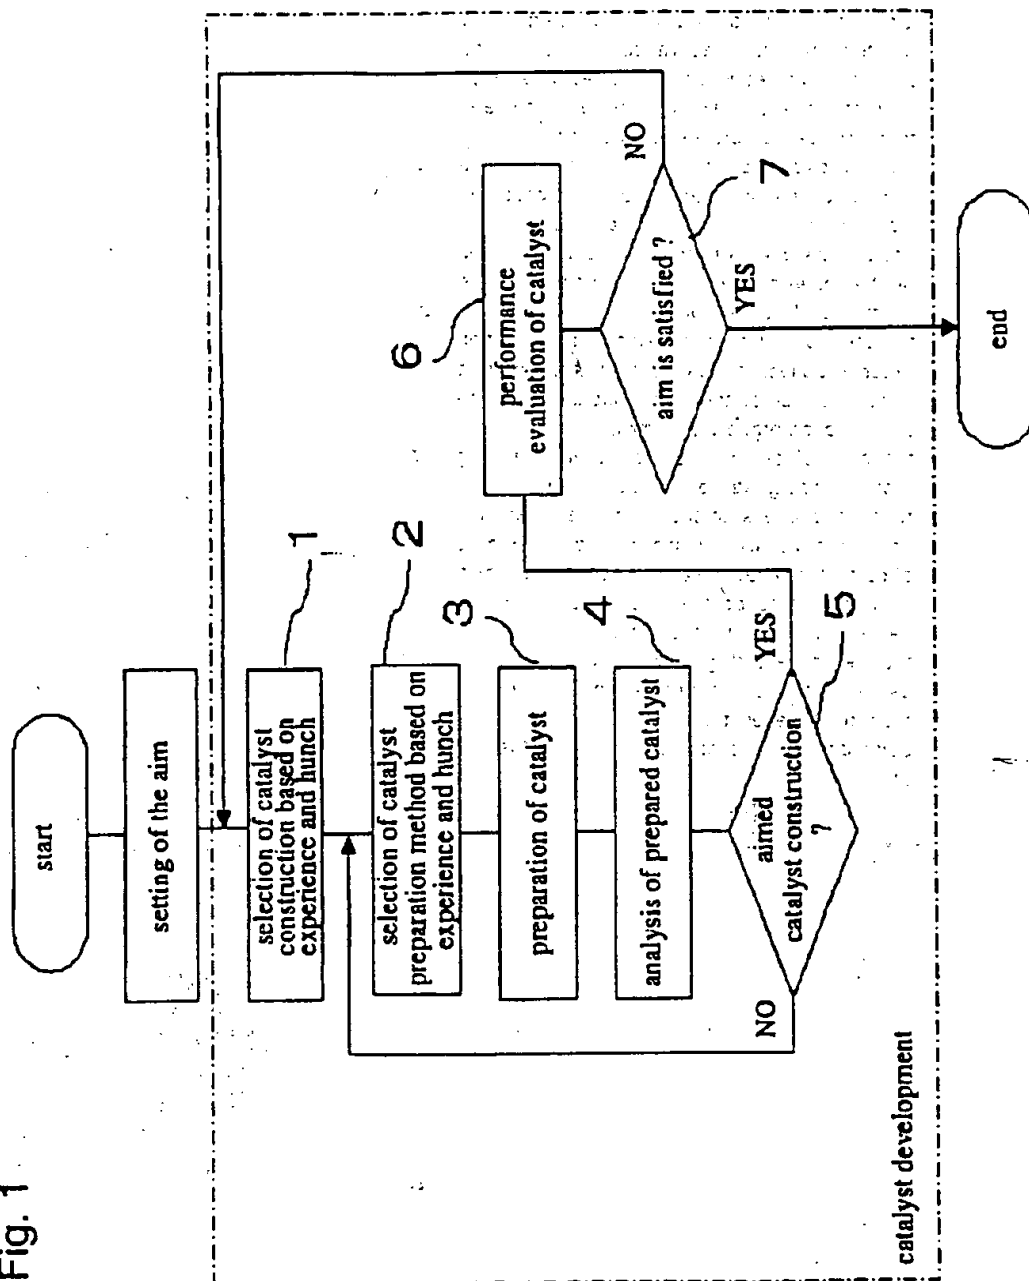 Fig. 1
start
setting of the aim
selection of catalyst
construction based on
experience and hunch
1
selection of catalyst
preparation method based on
experience and hunch
2
preparation of catalyst
3
analysis of prepared catalyst
4
aimed
catalyst construction
?
5
NO
YES
performance
evaluation of catalyst
6
aim is satisfied ?
7
NO
YES
catalyst development
end